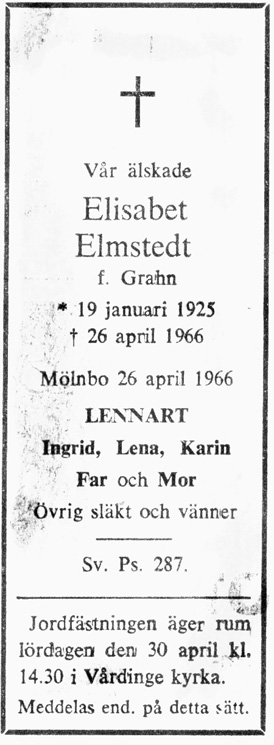 Vår älskade
Elisabet
Elmstedt
f. Grahn
* 19 januari 1925
† 26 april 1966
Mölnbo 26 april 1966
LENNART
Ingrid, Lena, Karin
Far och Mor
Övrig släkt och vänner
Sv. Ps. 287.
Jordfästningen äger rum
lördagen den 30 april kl.
14.30 i Vårdinge kyrka.
Meddelas end. på detta sätt.